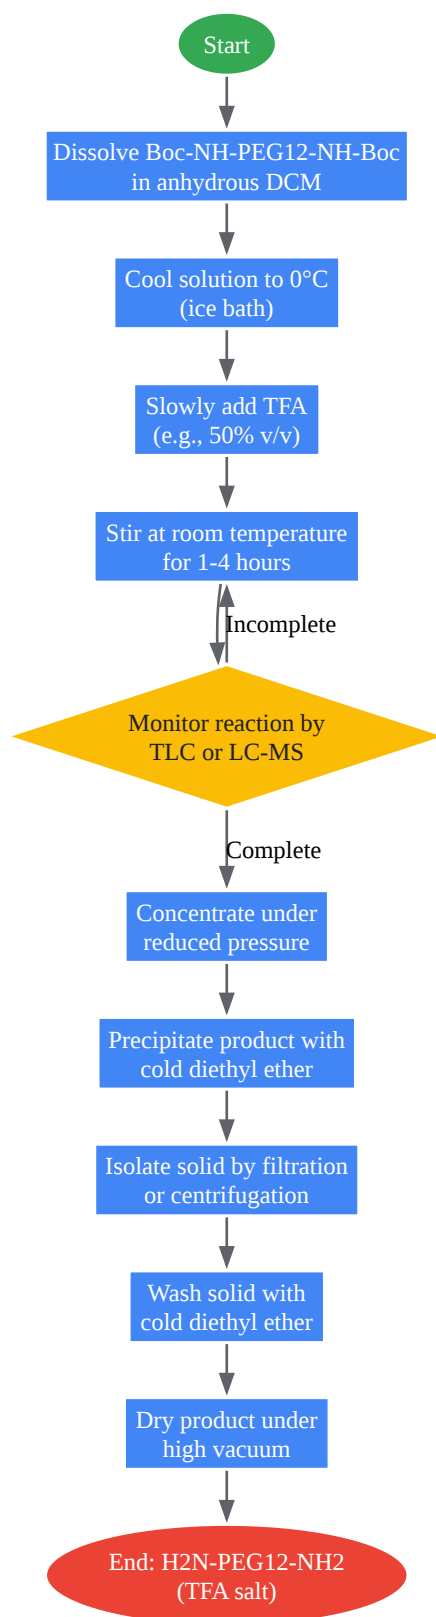 Start
Dissolve Boc-NH-PEG12-NH-Boc
in anhydrous DCM
Cool solution to 0°C
(ice bath)
Slowly add TFA
(e.g., 50% v/v)
Stir at room temperature
for 1-4 hours
Incomplete
Monitor reaction by
TLC or LC-MS
Complete
Concentrate under
reduced pressure
Precipitate product with
cold diethyl ether
Isolate solid by filtration
or centrifugation
Wash solid with
cold diethyl ether
Dry product under
high vacuum
End: H2N-PEG12-NH2
(TFA salt)